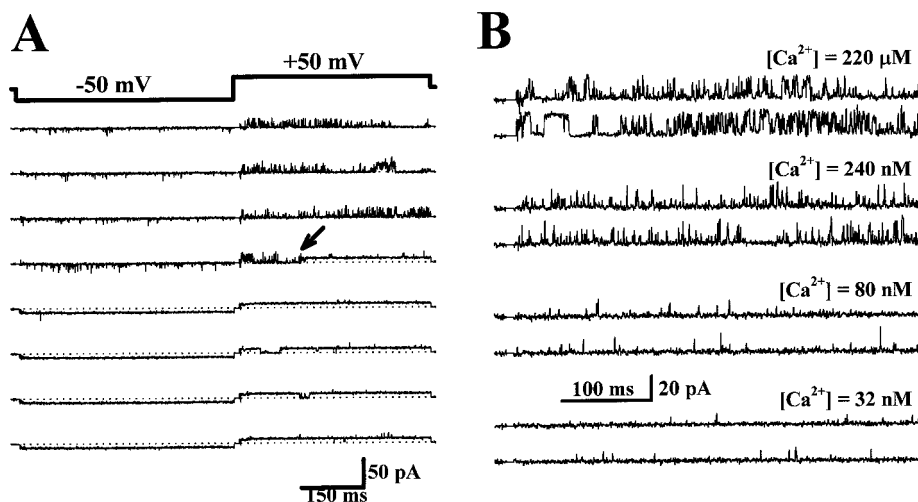 A
-50 mV
+50 mV
50 pA
150 ms
B
[Ca²⁺] = 220 µM
[Ca²⁺] = 240 nM
[Ca²⁺] = 80 nM
100 ms
20 pA
[Ca²⁺] = 32 nM